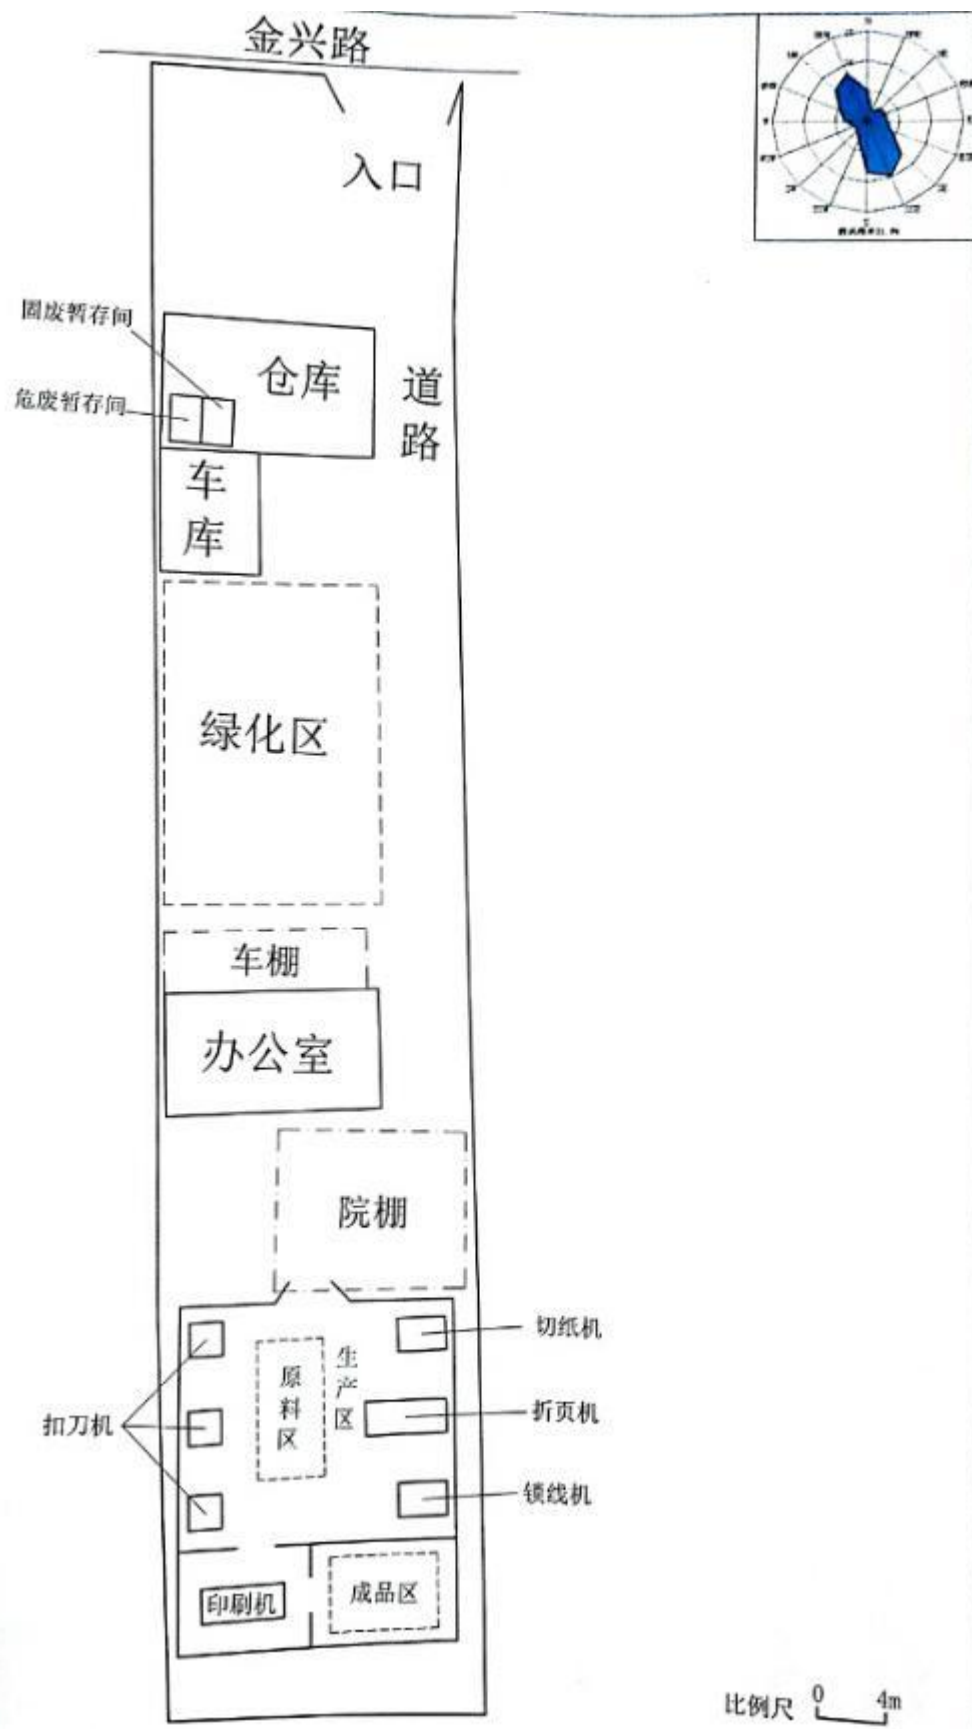 金兴路
入口
固废暂存间
仓库
道路
危废暂存间
车库
绿化区
车棚
办公室
院棚
切纸机
生产区
原料区
折页机
扣刀机
锁线机
印刷机
成品区
比例尺 0 4m